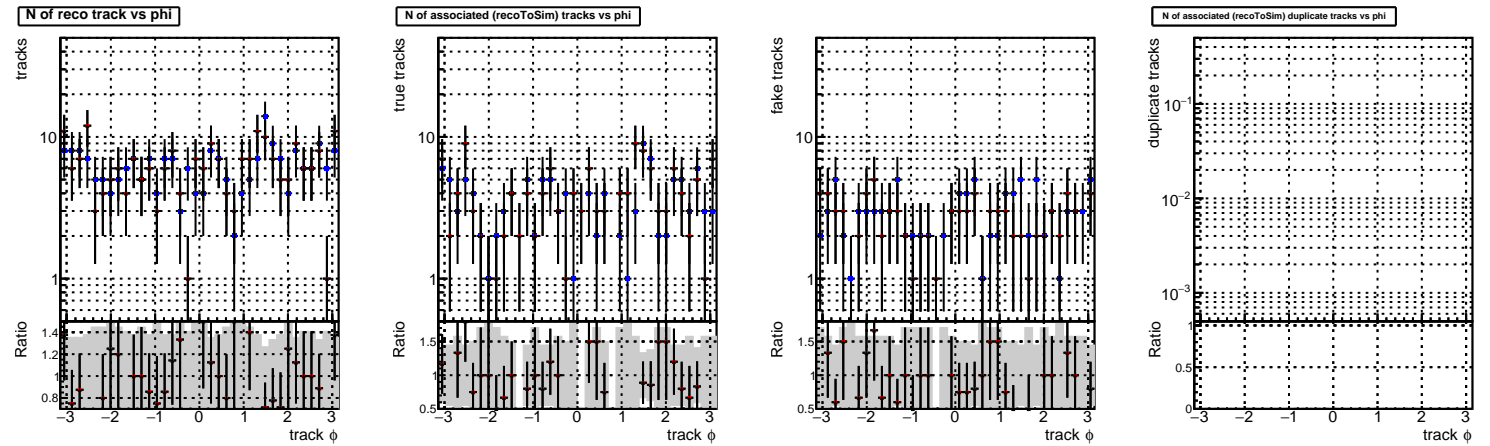 N of reco track vs phi
tracks
10
1
Ratio
1.4
1.2
1
0.8
−3 −2 −1 0 1 2 3
track ϕ
N of associated (recoToSim) tracks vs phi
true tracks
10
1
Ratio
1.5
1
0.5
−3 −2 −1 0 1 2 3
track ϕ
fake tracks
10
1
Ratio
1.5
1
0.5
−3 −2 −1 0 1 2 3
track ϕ
N of associated (recoToSim) duplicate tracks vs phi
duplicate tracks
10⁻¹
10⁻²
10⁻³
Ratio
1
0.5
0
−3 −2 −1 0 1 2 3
track ϕ